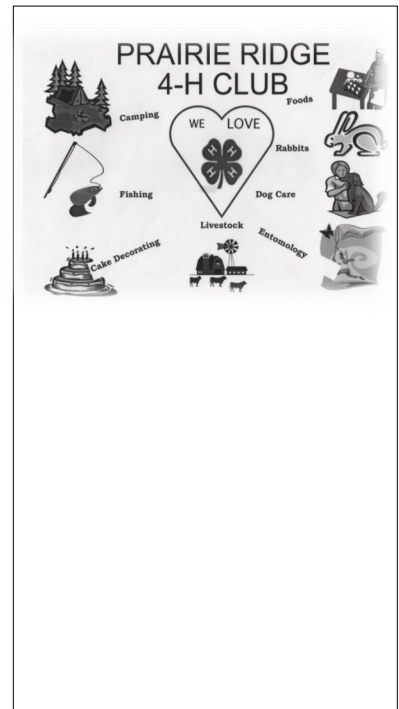 PRAIRIE RIDGE
4-H CLUB
Foods
Camping
WE LOVE
H H
H H
Rabbits
Fishing
Dog Care
Livestock
Cake Decorating
Entomology